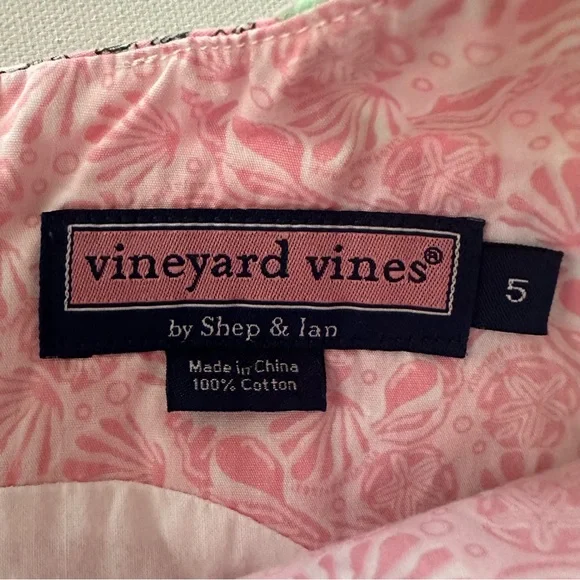 vineyard vines®
by Shep & Ian
5
Made in China
100% Cotton